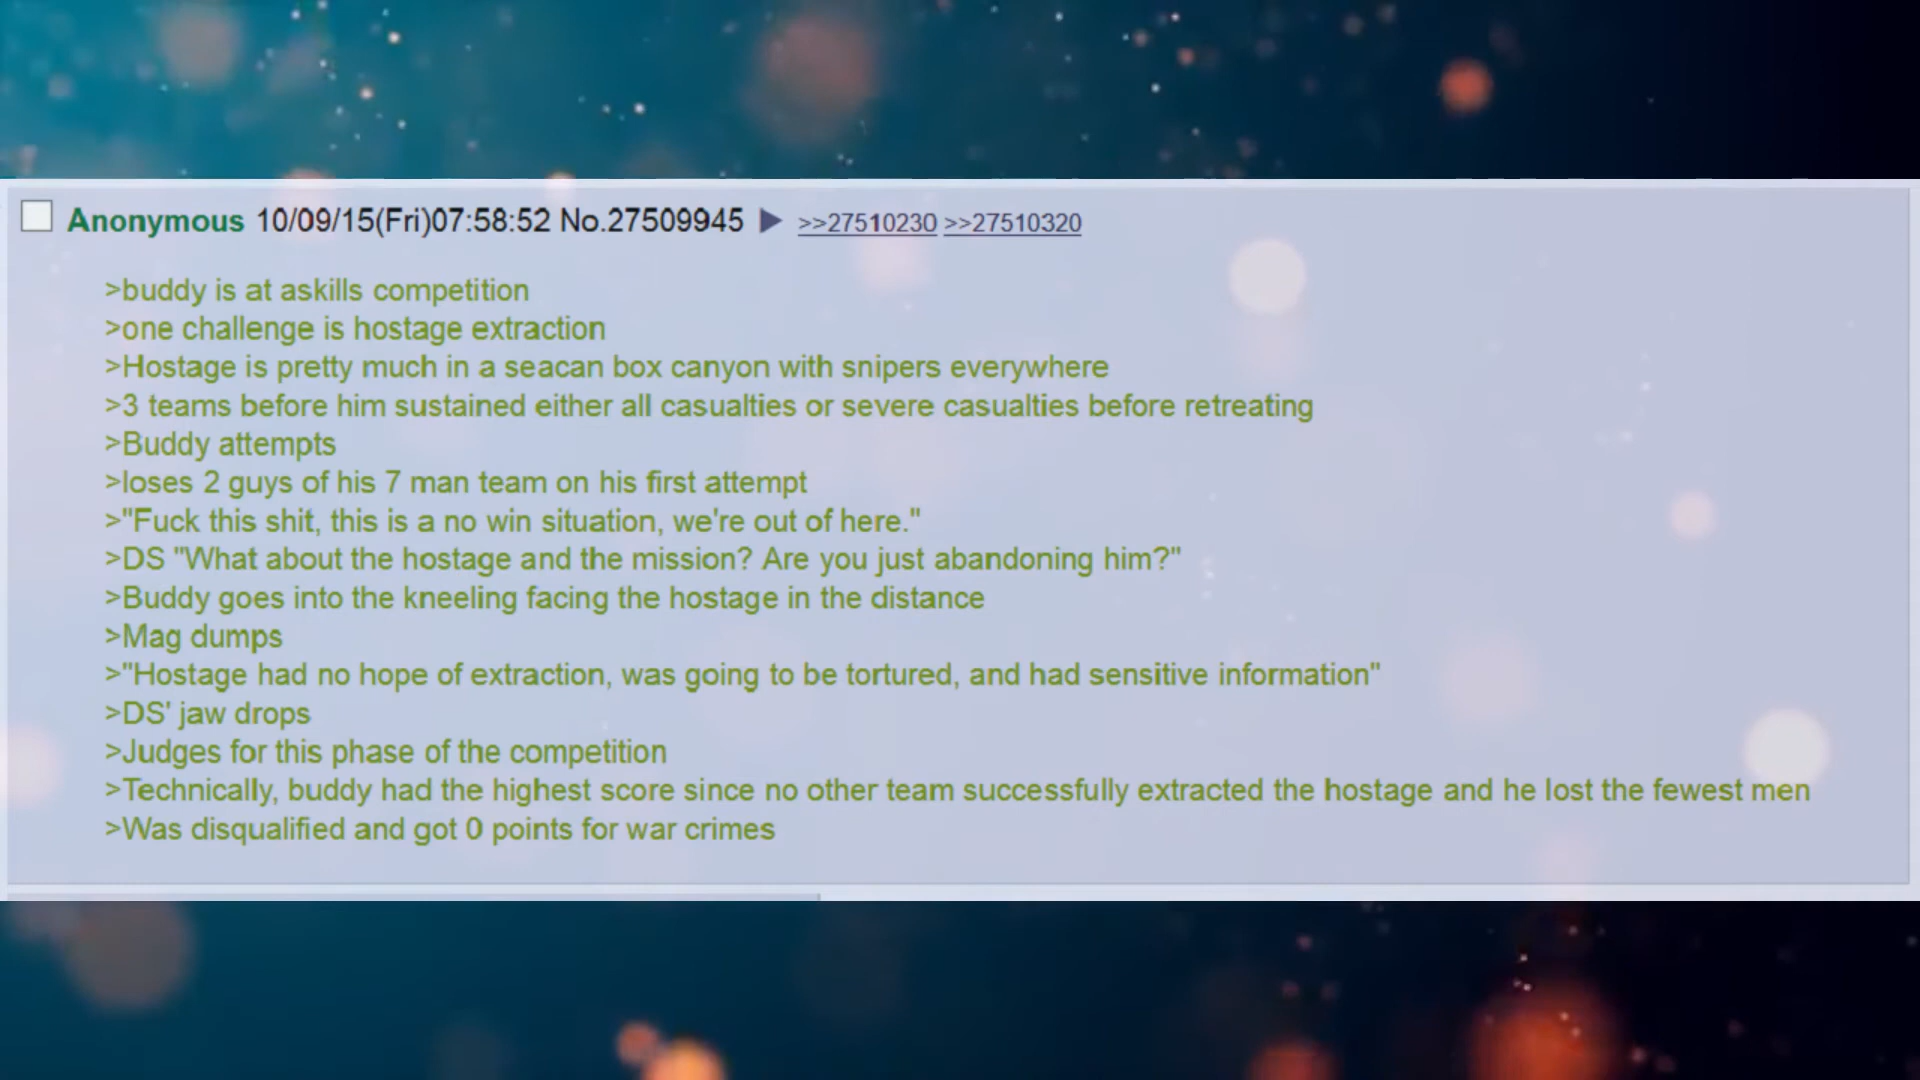 Anonymous 10/09/15(Fri)07:58:52 No.27509945 ▶ >>27510230 >>27510320
>buddy is at askills competition
>one challenge is hostage extraction
>Hostage is pretty much in a seacan box canyon with snipers everywhere
>3 teams before him sustained either all casualties or severe casualties before retreating
>Buddy attempts
>loses 2 guys of his 7 man team on his first attempt
>"Fuck this shit, this is a no win situation, we're out of here."
>DS "What about the hostage and the mission? Are you just abandoning him?"
>Buddy goes into the kneeling facing the hostage in the distance
>Mag dumps
>"Hostage had no hope of extraction, was going to be tortured, and had sensitive information"
>DS' jaw drops
>Judges for this phase of the competition
>Technically, buddy had the highest score since no other team successfully extracted the hostage and he lost the fewest men
>Was disqualified and got 0 points for war crimes